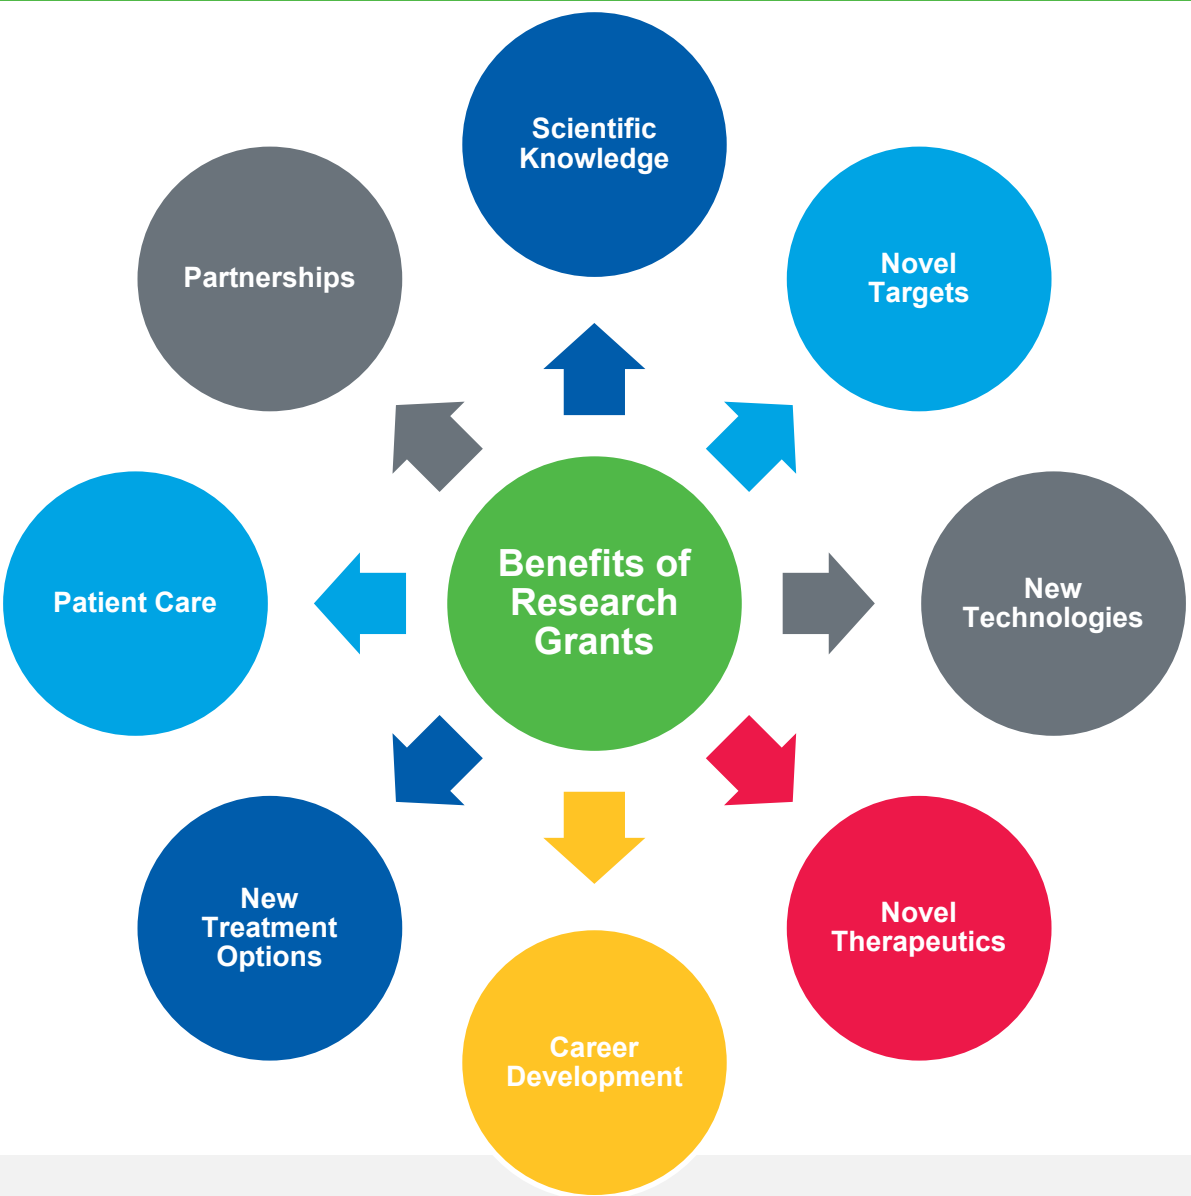 Scientific
Knowledge
Novel
Targets
New
Technologies
Novel
Therapeutics
Career
Development
New
Treatment
Options
Patient Care
Partnerships
Benefits of
Research
Grants